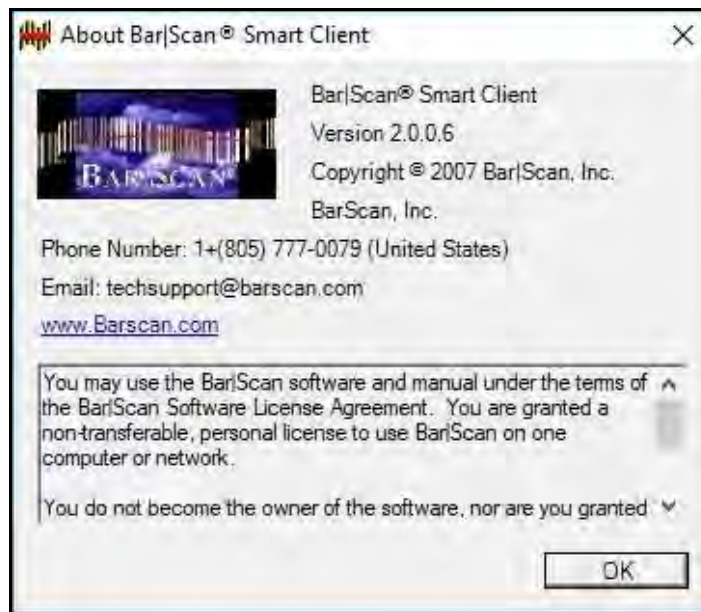 About Bar|Scan® Smart Client
BAR|SCAN®
Bar|Scan® Smart Client
Version 2.0.0.6
Copyright © 2007 Bar|Scan, Inc.
BarScan, Inc.
Phone Number: 1+(805) 777-0079 (United States)
Email: techsupport@barscan.com
www.Barscan.com
You may use the Bar|Scan software and manual under the terms of
the Bar|Scan Software License Agreement.  You are granted a
non-transferable, personal license to use Bar|Scan on one
computer or network.
You do not become the owner of the software, nor are you granted
OK